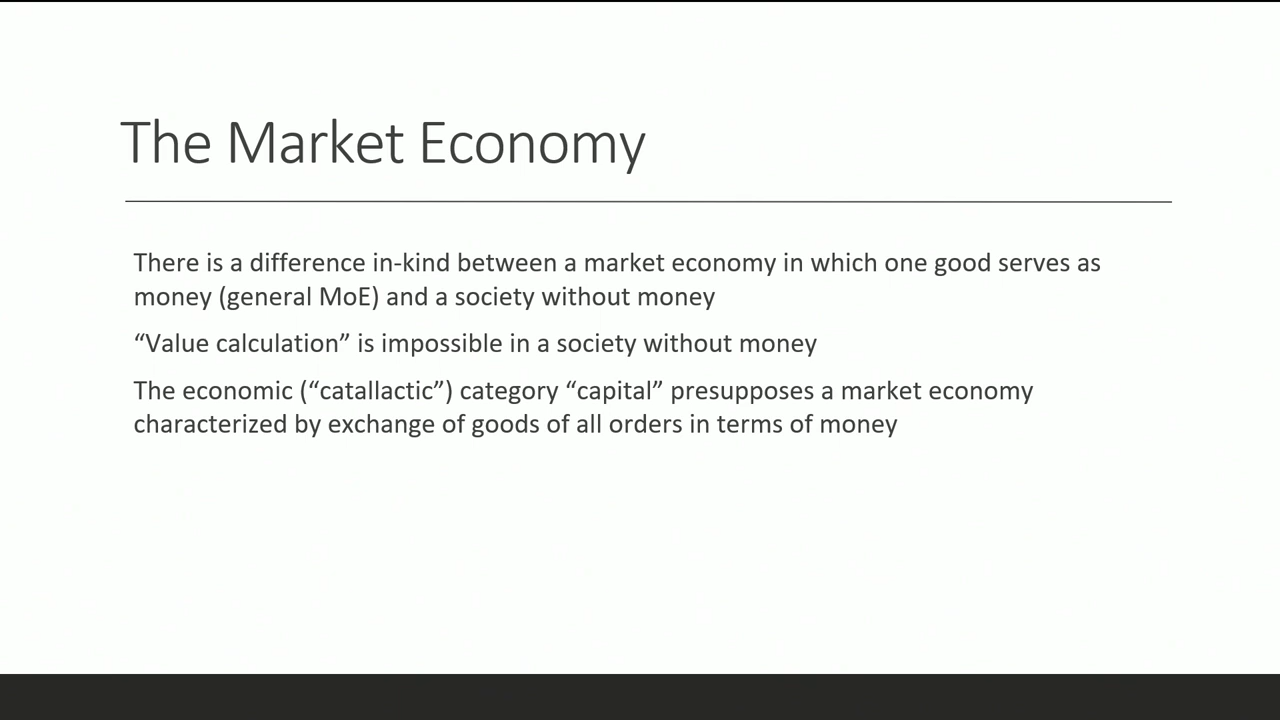 The Market Economy
There is a difference in-kind between a market economy in which one good serves as
money (general MoE) and a society without money
“Value calculation” is impossible in a society without money
The economic (“catallactic”) category “capital” presupposes a market economy
characterized by exchange of goods of all orders in terms of money